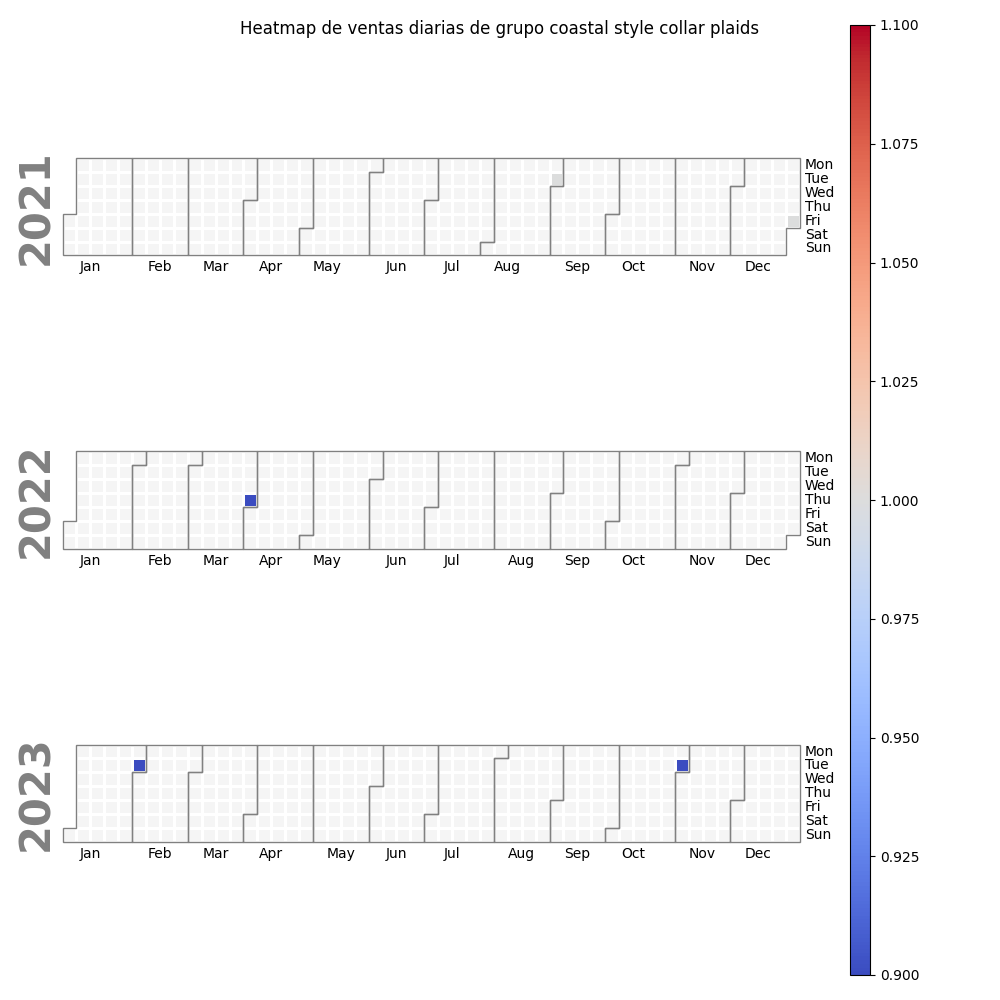 Heatmap de ventas diarias de grupo coastal style collar plaids
2021
Mon
Tue
Wed
Thu
Fri
Sat
Sun
Jan Feb Mar Apr May Jun Jul Aug Sep Oct Nov Dec
2022
Mon
Tue
Wed
Thu
Fri
Sat
Sun
Jan Feb Mar Apr May Jun Jul Aug Sep Oct Nov Dec
2023
Mon
Tue
Wed
Thu
Fri
Sat
Sun
Jan Feb Mar Apr May Jun Jul Aug Sep Oct Nov Dec
1.100
1.075
1.050
1.025
1.000
0.975
0.950
0.925
0.900